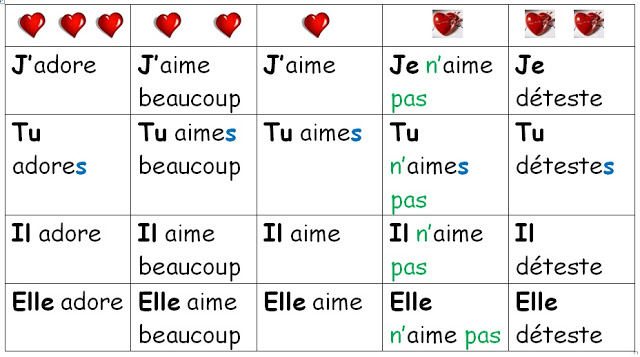 J'adore
J'aime
beaucoup
J'aime
Je n'aime
pas
Je
déteste
Tu
adores
Tu aimes
beaucoup
Tu aimes
Tu
n'aimes
pas
Tu
détestes
Il adore
Il aime
beaucoup
Il aime
Il n'aime
pas
Il
déteste
Elle adore
Elle aime
beaucoup
Elle aime
Elle
n'aime pas
Elle
déteste